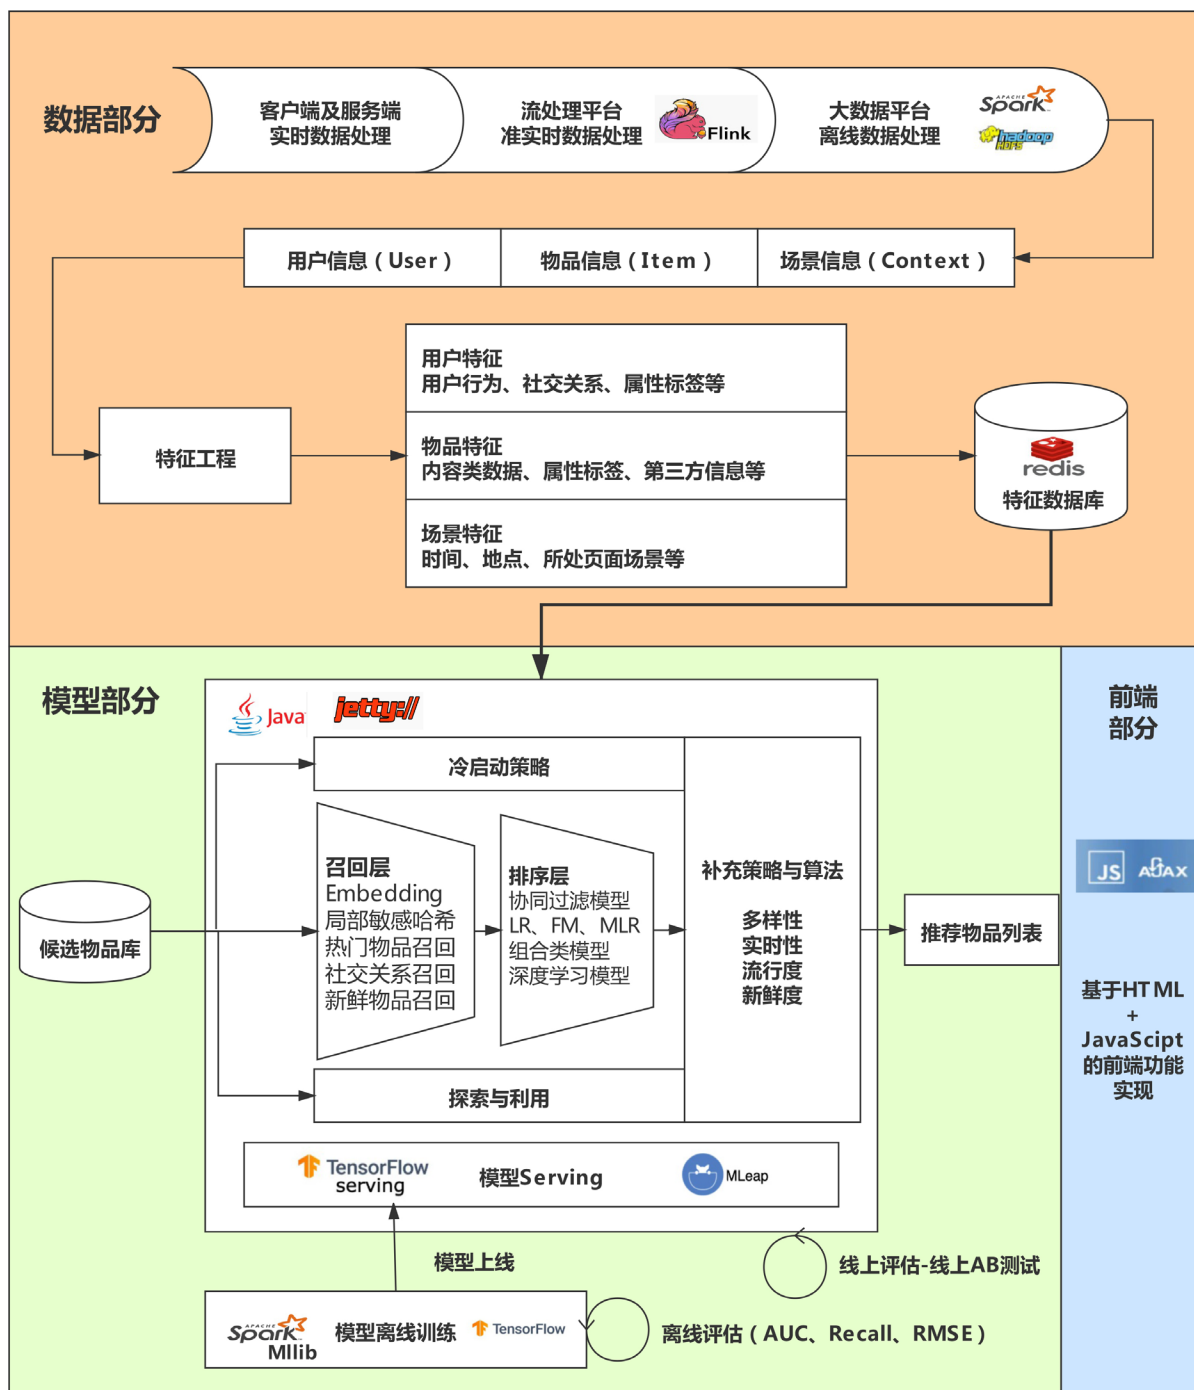 数据部分
客户端及服务端
实时数据处理
流处理平台
准实时数据处理
Flink
大数据平台
离线数据处理
APACHE
Spark
hadoop
HDFS
用户信息（User）
物品信息（Item）
场景信息（Context）
特征工程
用户特征
用户行为、社交关系、属性标签等
物品特征
内容类数据、属性标签、第三方信息等
场景特征
时间、地点、所处页面场景等
redis
特征数据库
模型部分
Java
jetty://
冷启动策略
候选物品库
召回层
Embedding
局部敏感哈希
热门物品召回
社交关系召回
新鲜物品召回
排序层
协同过滤模型
LR、FM、MLR
组合类模型
深度学习模型
补充策略与算法
多样性
实时性
流行度
新鲜度
探索与利用
推荐物品列表
TensorFlow
serving
模型Serving
MLeap
模型上线
线上评估-线上AB测试
APACHE
Spark
Mllib
模型离线训练
TensorFlow
离线评估（AUC、Recall、RMSE）
前端
部分
JS
AJAX
基于HTML
+
JavaScipt
的前端功能
实现